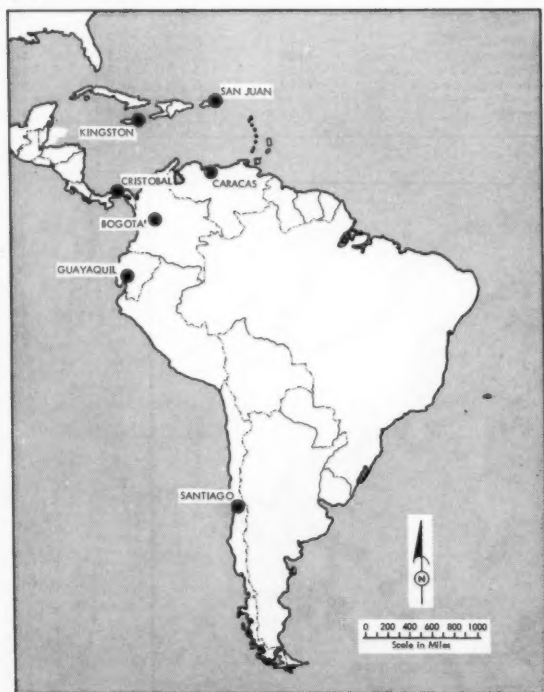 SAN JUAN
KINGSTON
CRISTOBAL
CARACAS
BOGOTA'
GUAYAQUIL
SANTIAGO
N
0 200 400 600 800 1000
Scale in Miles